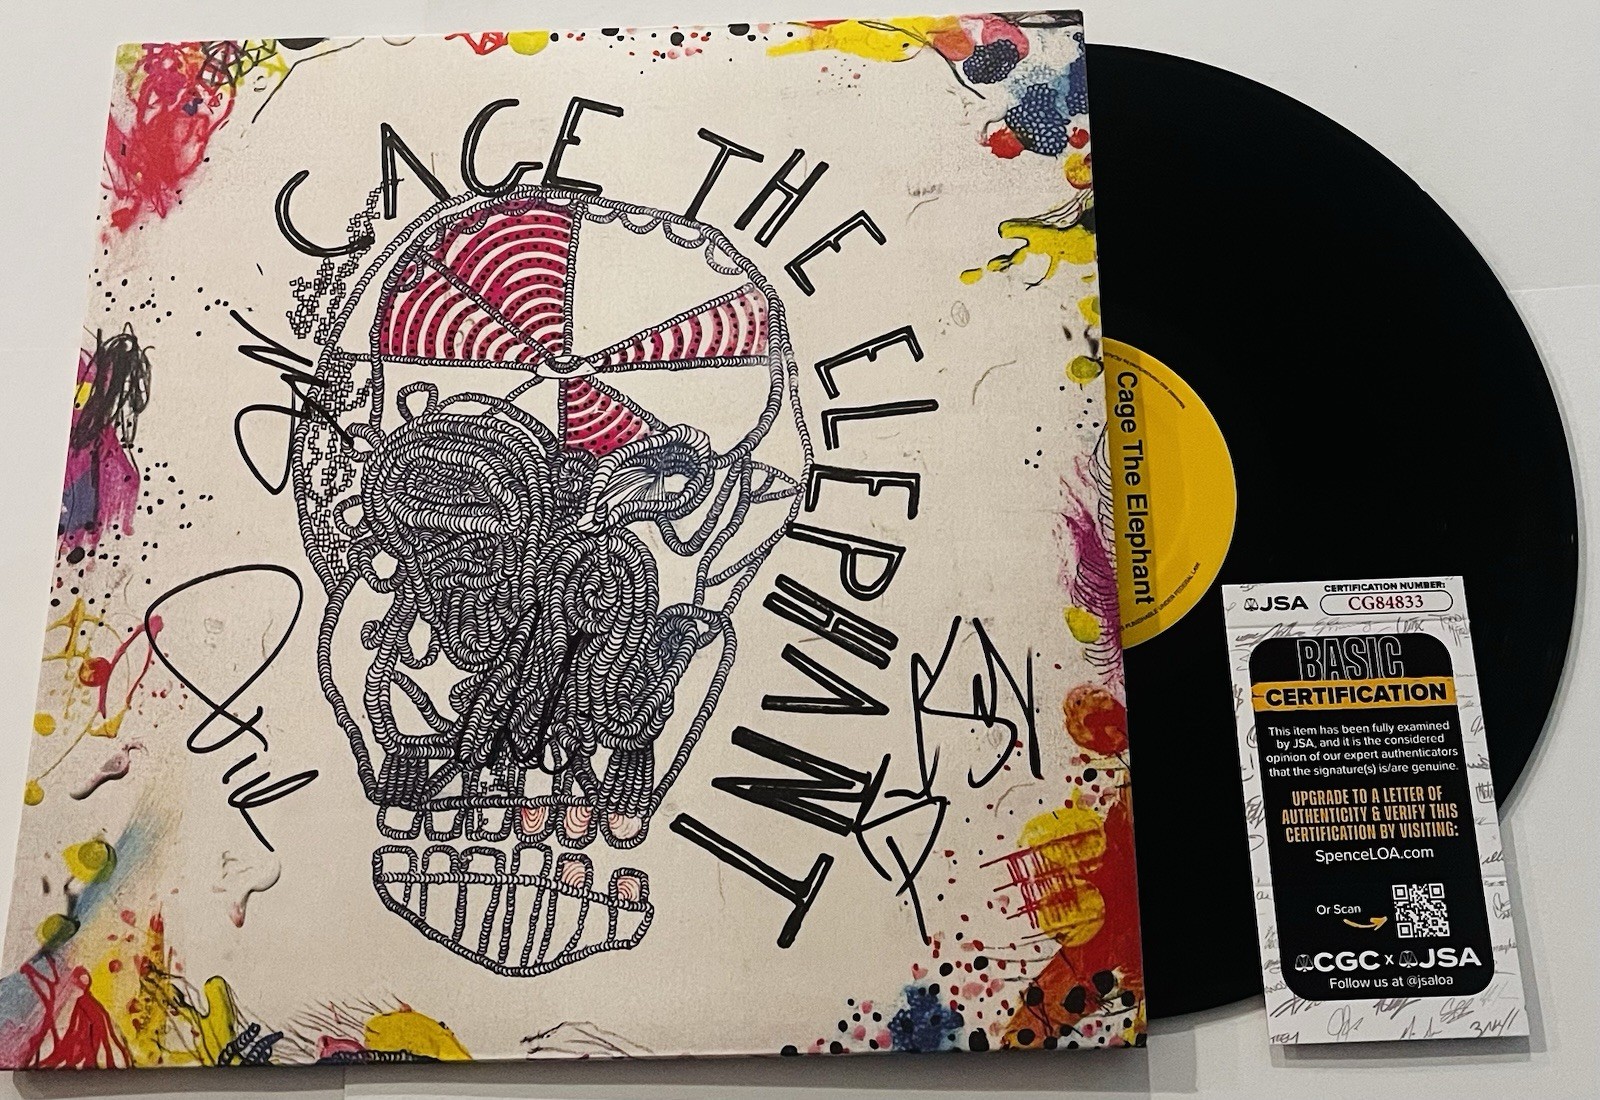 CAGE THE ELEPHANT
Cage The Elephant
JSA
CERTIFICATION NUMBER:
CG84833
BASIC
CERTIFICATION
This item has been fully examined
by JSA, and it is the considered
opinion of our expert authenticators
that the signature(s) is/are genuine.
UPGRADE TO A LETTER OF
AUTHENTICITY & VERIFY THIS
CERTIFICATION BY VISITING:
SpenceLOA.com
Or Scan
CGC x JSA
Follow us at @jsaloa